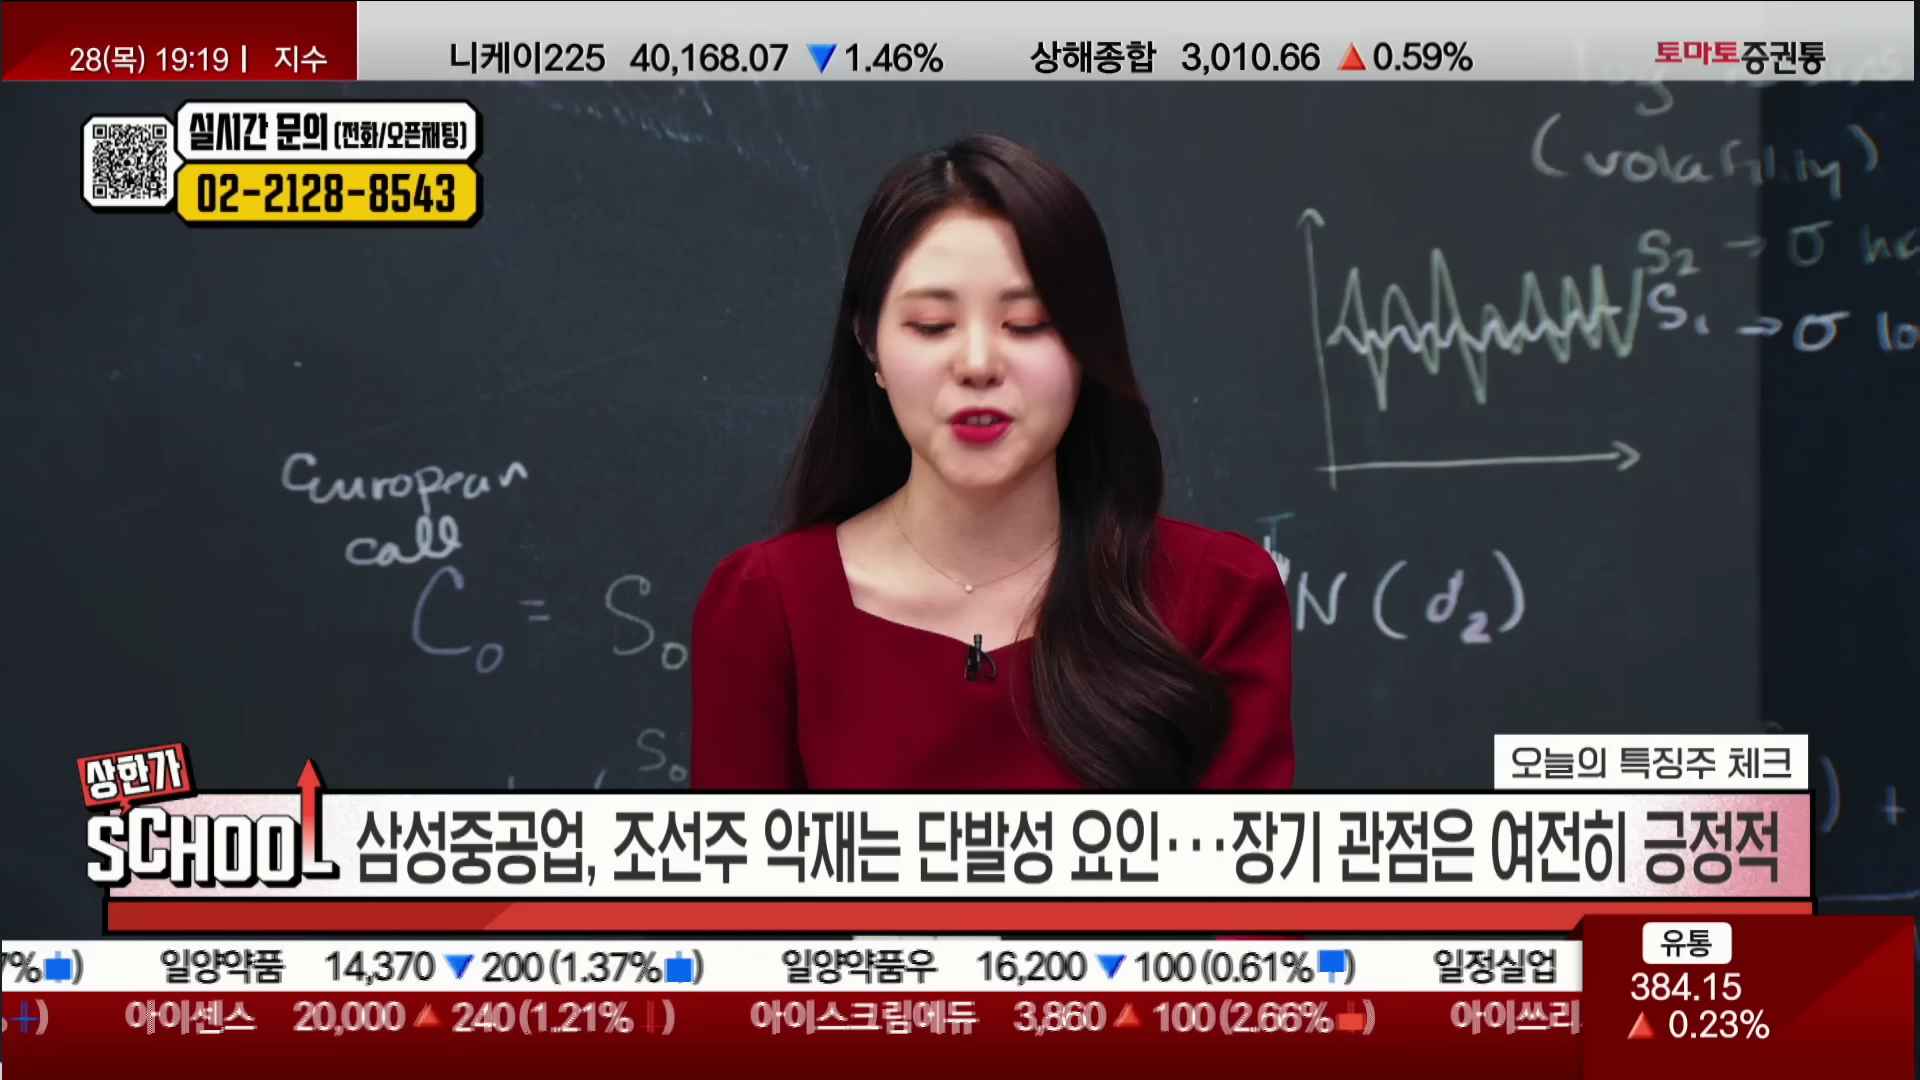 28(목) 19:19 | 지수 니케이225 40,168.07 ▼1.46% 상해종합 3,010.66 ▲0.59% 토마토증권통
실시간 문의 (전화/오픈채팅)
02-2128-8543
(volatility)
S2 → σ
S1 → σ lo
European
call
C0 = S0
N(d2)
S0
오늘의 특징주 체크
상한가
SCHOOL
삼성중공업, 조선주 악재는 단발성 요인…장기 관점은 여전히 긍정적
7% ) 일양약품 14,370 ▼200(1.37% ) 일양약품우 16,200 ▼100(0.61% ) 일정실업
% ) 아이센스 20,000 ▲240(1.21% ) 아이스크림에듀 3,860 ▲100(2.66% ) 아이쓰리
유통
384.15
▲0.23%